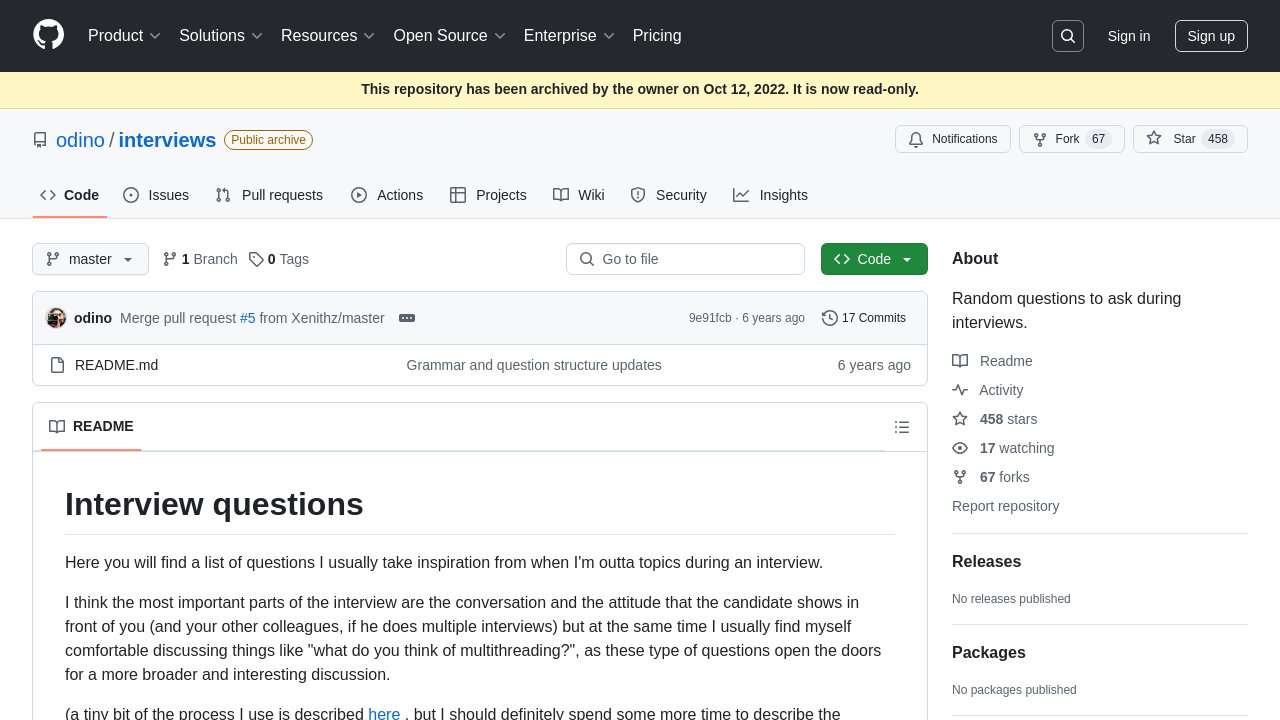 Product
Solutions
Resources
Open Source
Enterprise
Pricing
Sign in
Sign up
This repository has been archived by the owner on Oct 12, 2022. It is now read-only.
odino / interviews Public archive
Notifications
Fork 67
Star 458
Code
Issues
Pull requests
Actions
Projects
Wiki
Security
Insights
master
1 Branch
0 Tags
Go to file
Code
odino Merge pull request #5 from Xenithz/master
9e91fcb · 6 years ago
17 Commits
README.md Grammar and question structure updates 6 years ago
README
Interview questions
Here you will find a list of questions I usually take inspiration from when I'm outta topics during an interview.
I think the most important parts of the interview are the conversation and the attitude that the candidate shows in
front of you (and your other colleagues, if he does multiple interviews) but at the same time I usually find myself
comfortable discussing things like "what do you think of multithreading?", as these type of questions open the doors
for a more broader and interesting discussion.
(a tiny bit of the process I use is described here , but I should definitely spend some more time to describe the
About
Random questions to ask during
interviews.
Readme
Activity
458 stars
17 watching
67 forks
Report repository
Releases
No releases published
Packages
No packages published